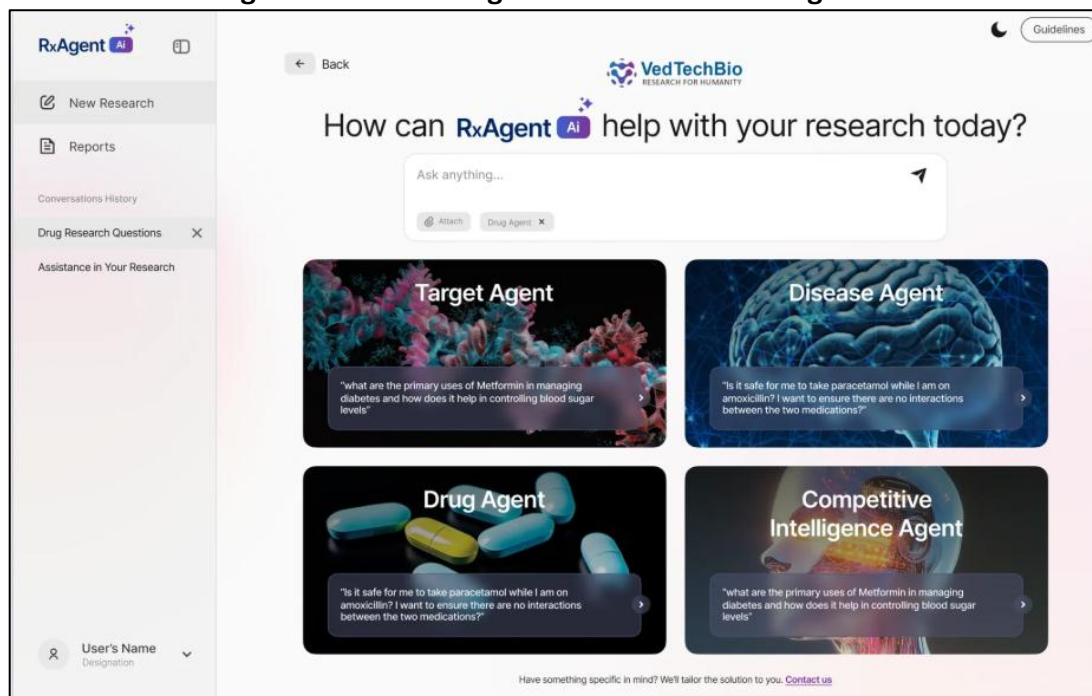 RxAgent Ai
New Research
Reports
Conversations History
Drug Research Questions
Assistance in Your Research
User's Name
Designation
Guidelines
Back
VedTechBio
RESEARCH FOR HUMANITY
How can RxAgent Ai help with your research today?
Ask anything...
Attach
Drug Agent
Target Agent
"what are the primary uses of Metformin in managing
diabetes and how does it help in controlling blood sugar
levels"
Disease Agent
"Is it safe for me to take paracetamol while I am on
amoxicillin? I want to ensure there are no interactions
between the two medications?"
Drug Agent
"Is it safe for me to take paracetamol while I am on
amoxicillin? I want to ensure there are no interactions
between the two medications?"
Competitive
Intelligence Agent
"what are the primary uses of Metformin in managing
diabetes and how does it help in controlling blood sugar
levels"
Have something specific in mind? We'll tailor the solution to you. Contact us